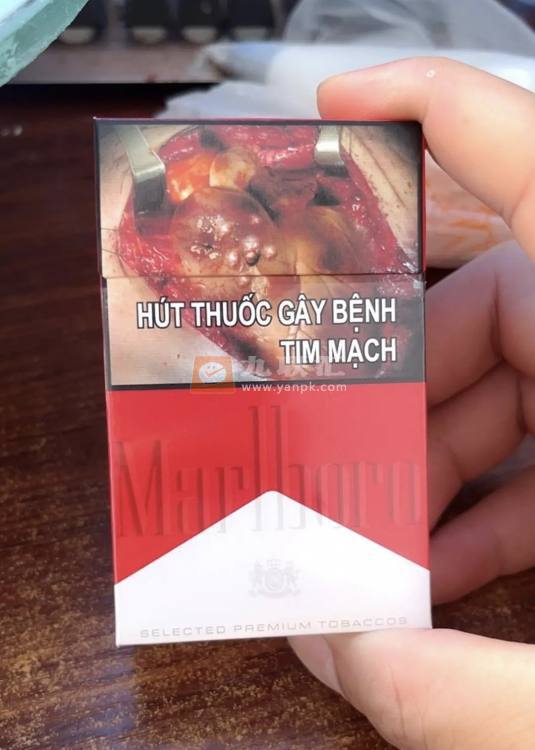 HÚT THUỐC GÂY BỆNH
TIM MẠCH
www.yanpk.com
Marlboro
SELECTED PREMIUM TOBACCOS